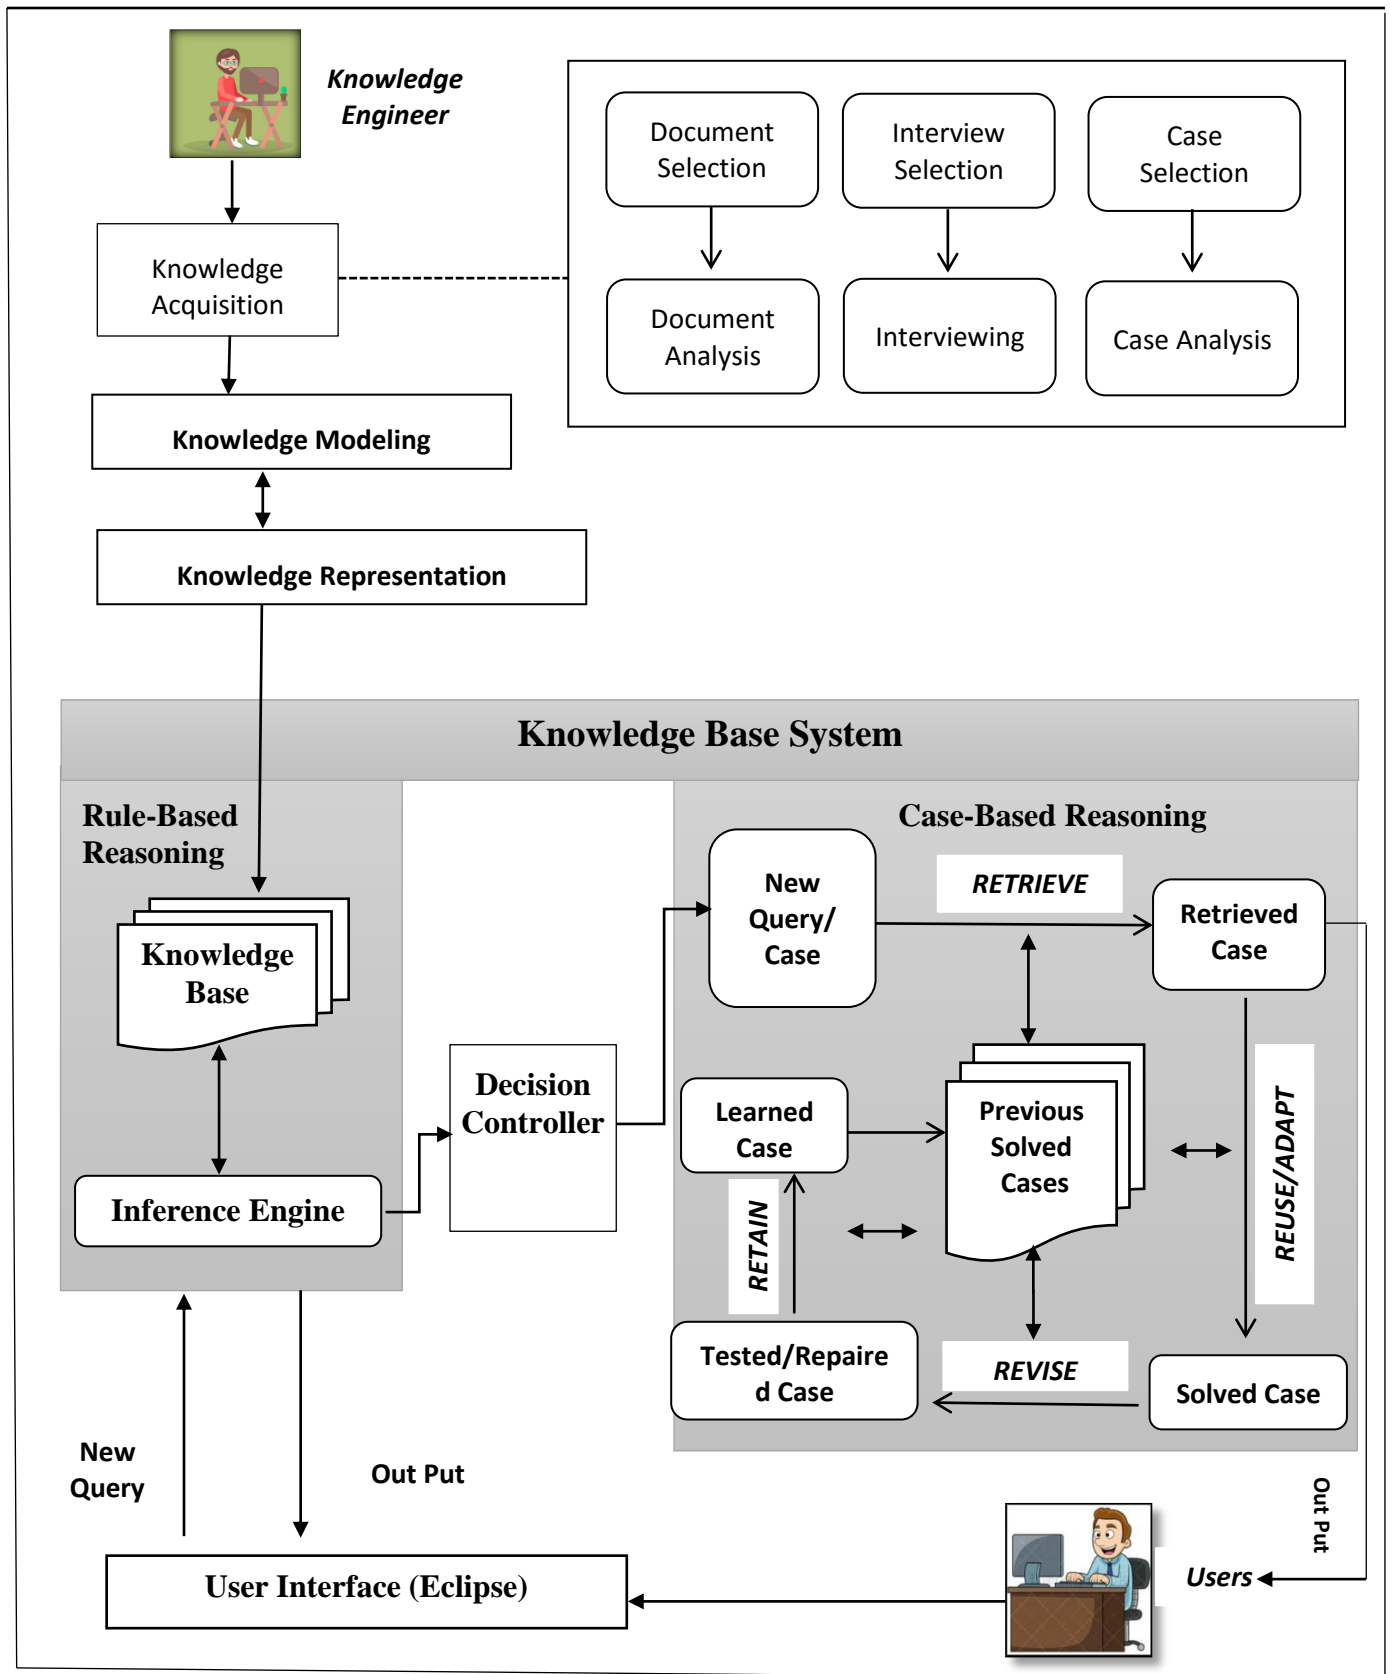 Knowledge
Engineer
Document
Selection
Interview
Selection
Case
Selection
Knowledge
Acquisition
Document
Analysis
Interviewing
Case Analysis
Knowledge Modeling
Knowledge Representation
Knowledge Base System
Rule-Based
Reasoning
Case-Based Reasoning
New
Query/
Case
RETRIEVE
Retrieved
Case
Knowledge
Base
Decision
Controller
Learned
Case
Previous
Solved
Cases
REUSE/ADAPT
Inference Engine
RETAIN
Tested/Repaire
d Case
REVISE
Solved Case
New
Query
Out Put
Out Put
User Interface (Eclipse)
Users